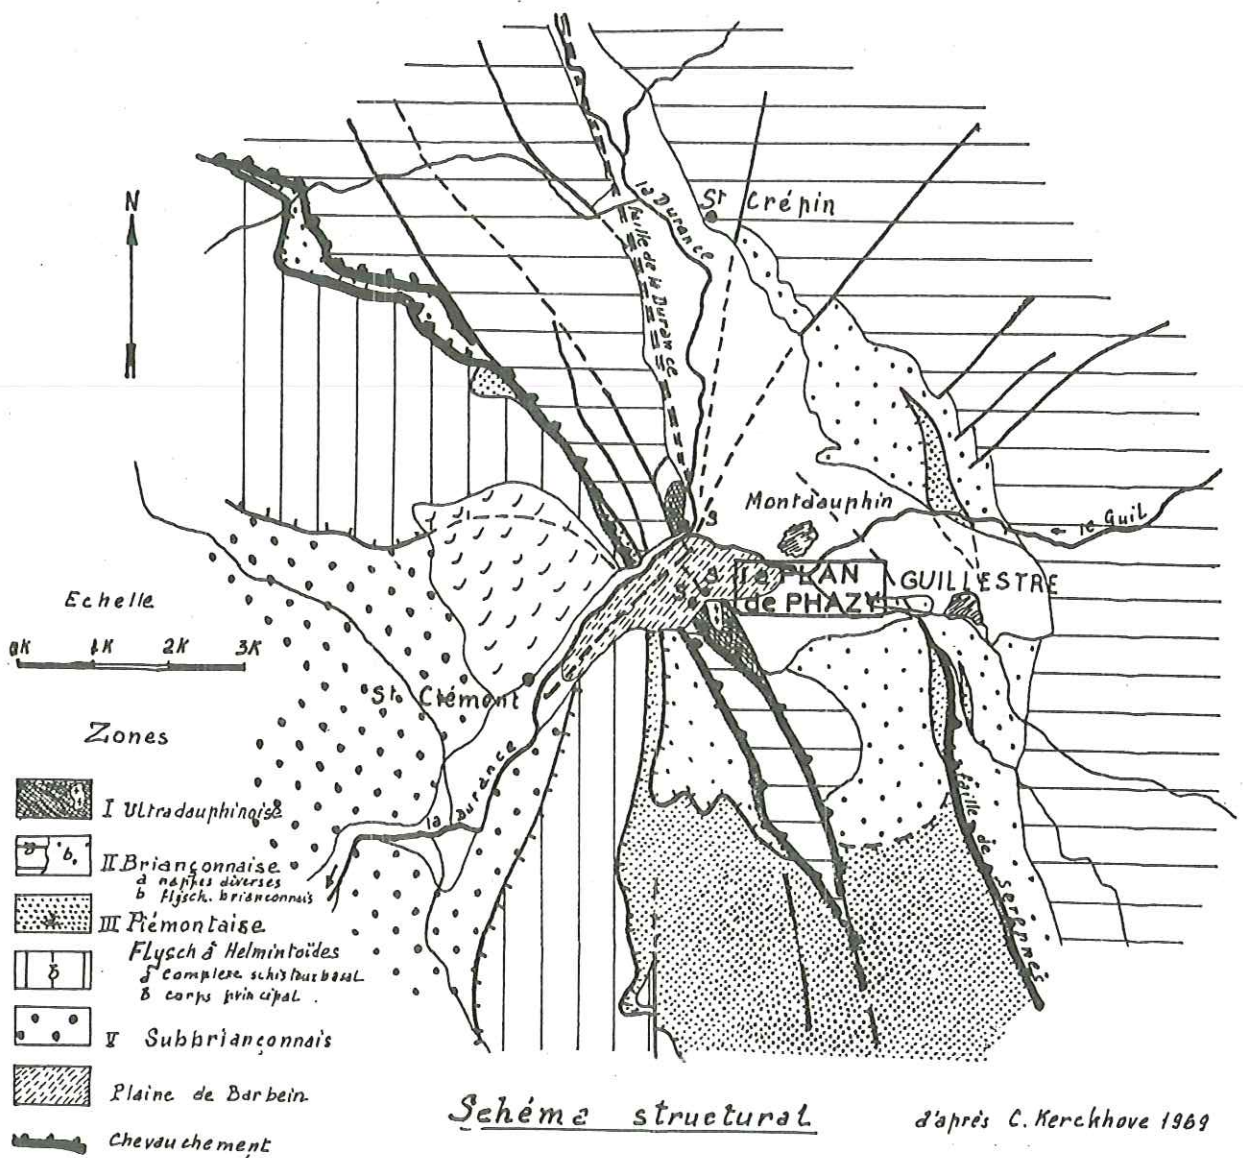 N
la Durance
faille de la Durance
St Crépin
Montdauphin
le Guil
S
le PLAN
de PHAZY
GUILLESTRE
S
Echelle
0K 1K 2K 3K
St Clément
la Durance
faille de Serennes
Zones
I Ultradauphinoise
II Briançonnaise
a nappes diverses
b flysch briançonnais
III Piémontaise
Flysch à Helmintoïdes
complexe schisteux basal
corps principal
V Subbriançonnais
Plaine de Barbein
Chevauchement
Schéma structural
d'après C. Kerckhove 1969